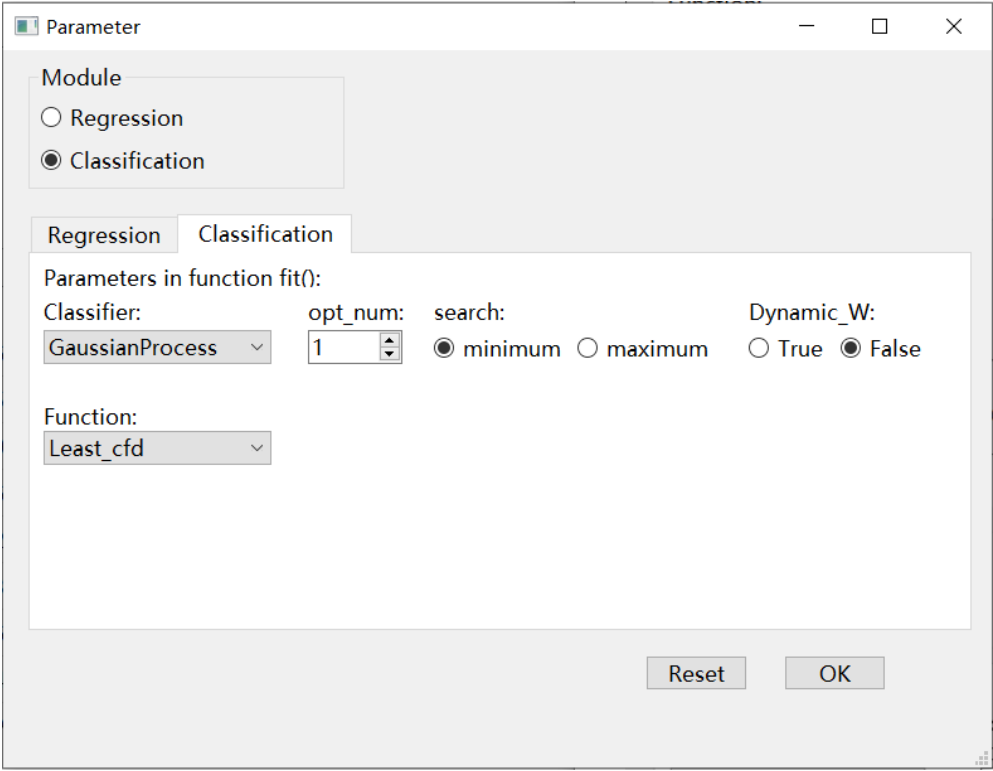 Parameter
Module
Regression
Classification
Regression Classification
Parameters in function fit():
Classifier: opt_num: search: Dynamic_W:
GaussianProcess 1 minimum maximum True False
Function:
Least_cfd
Reset OK